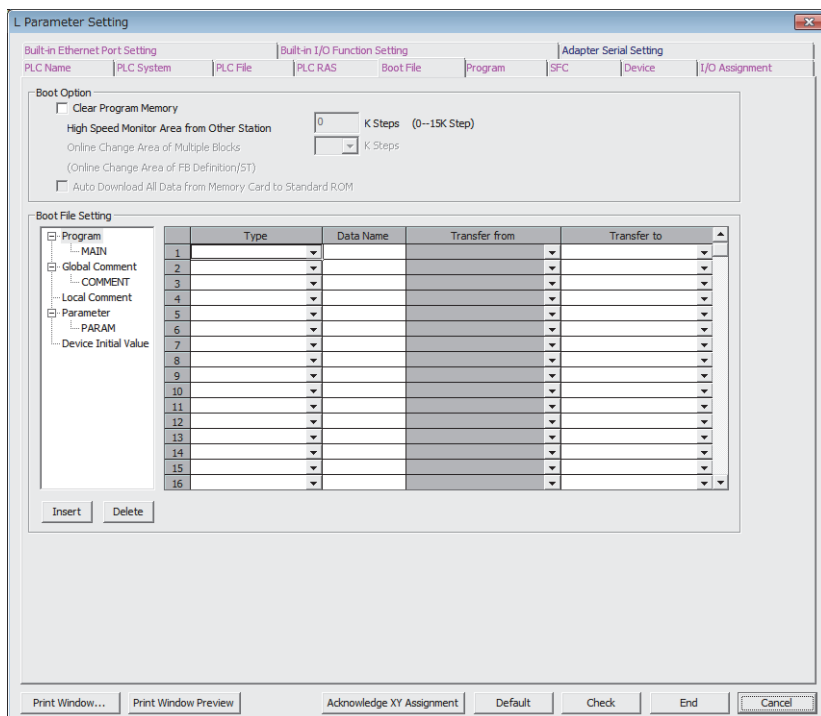 L Parameter Setting
Built-in Ethernet Port Setting Built-in I/O Function Setting Adapter Serial Setting
PLC Name PLC System PLC File PLC RAS Boot File Program SFC Device I/O Assignment
Boot Option
Clear Program Memory
High Speed Monitor Area from Other Station 0 K Steps (0--15K Step)
Online Change Area of Multiple Blocks K Steps
(Online Change Area of FB Definition/ST)
Auto Download All Data from Memory Card to Standard ROM
Boot File Setting
Program
MAIN
Global Comment
COMMENT
Local Comment
Parameter
PARAM
Device Initial Value
Type Data Name Transfer from Transfer to
1
2
3
4
5
6
7
8
9
10
11
12
13
14
15
16
Insert Delete
Print Window... Print Window Preview Acknowledge XY Assignment Default Check End Cancel